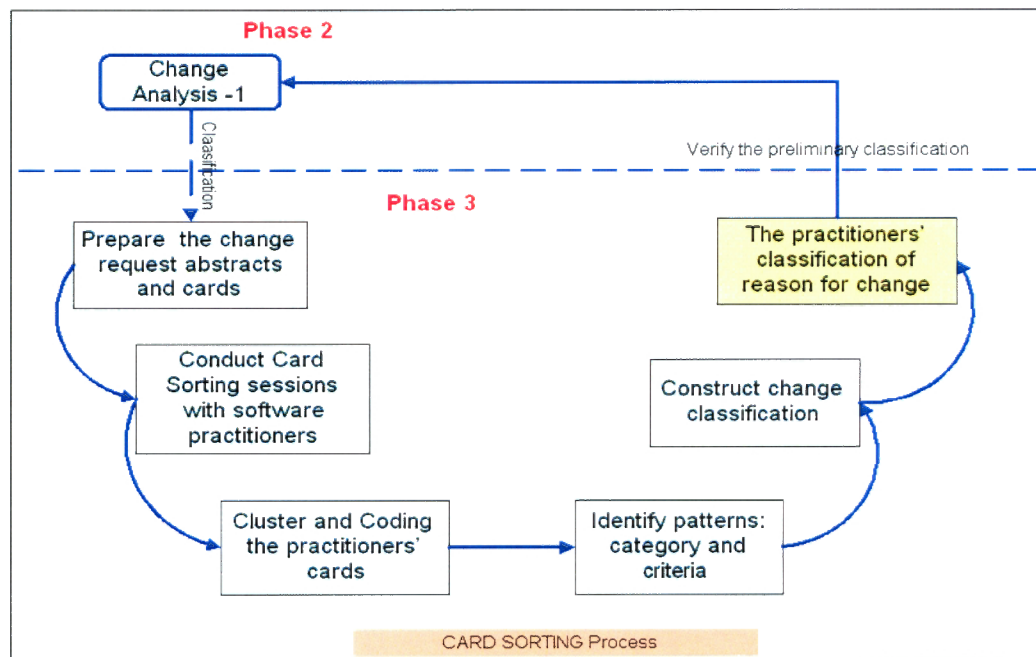 Phase 2
Change
Analysis -1
Claasification
Verify the preliminary classification
Phase 3
Prepare the change
request abstracts
and cards
The practitioners'
classification of
reason for change
Conduct Card
Sorting sessions
with software
practitioners
Construct change
classification
Cluster and Coding
the practitioners'
cards
Identify patterns:
category and
criteria
CARD SORTING Process